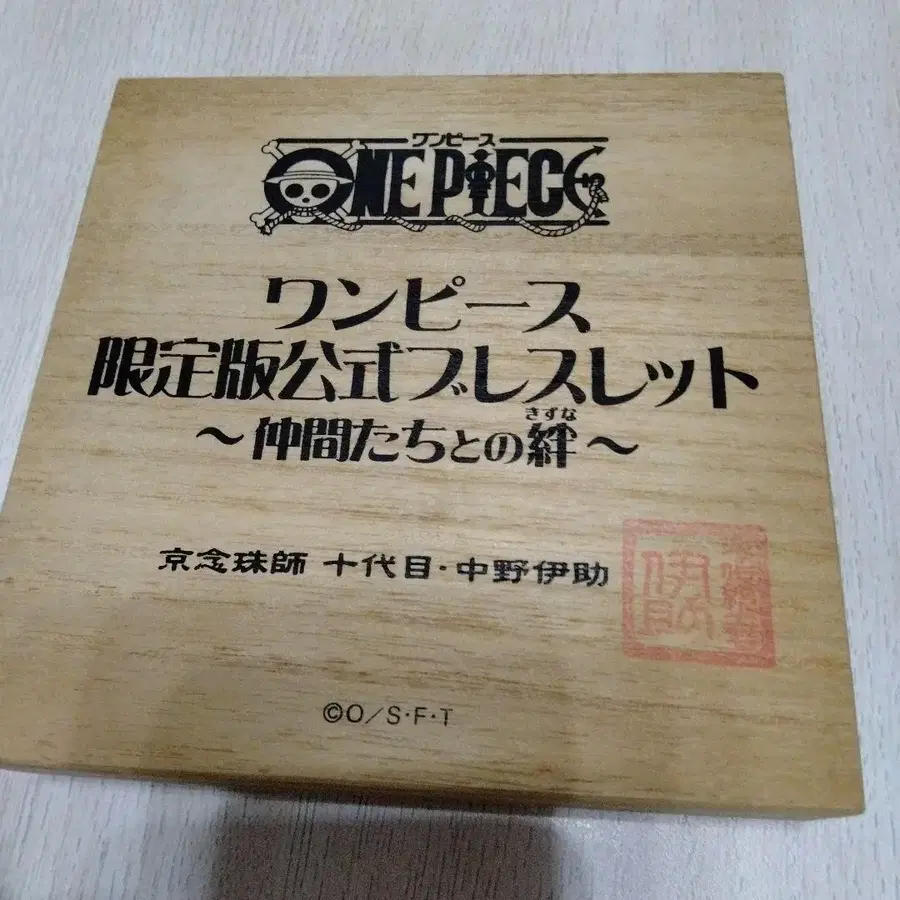 ワンピース
ONE PIECE
ワンピース
限定版公式ブレスレット
きずな
～仲間たちとの絆～
京念珠師 十代目・中野伊助
©O/S・F・T